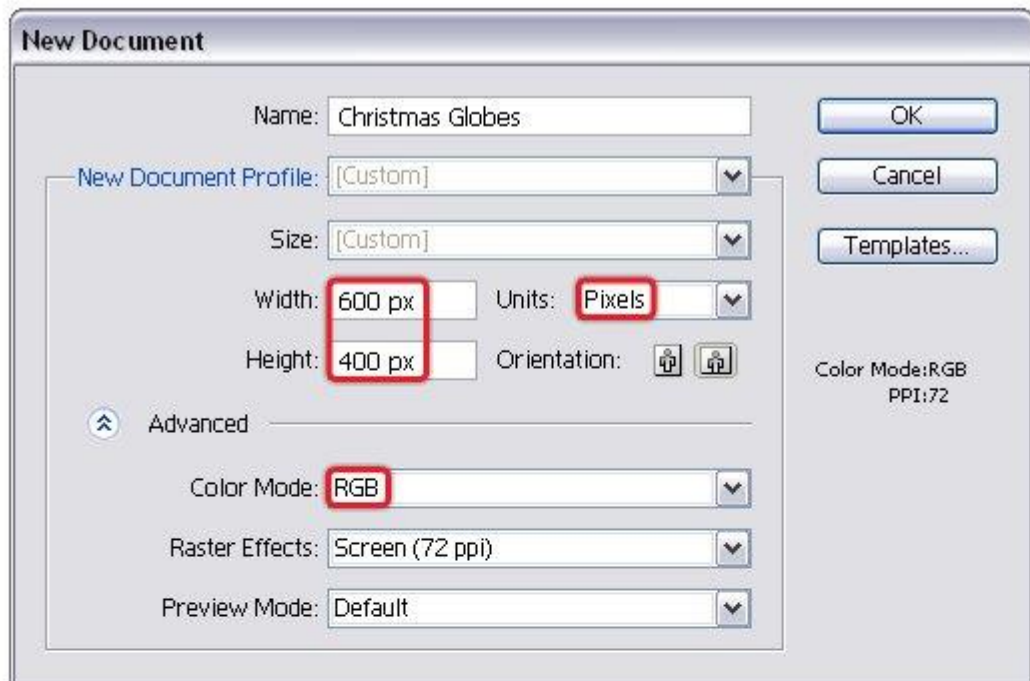 New Document
Name: Christmas Globes
OK
New Document Profile: [Custom]
Cancel
Size: [Custom]
Templates...
Width: 600 px Units: Pixels
Height: 400 px Orientation:
Color Mode:RGB
PPI:72
Advanced
Color Mode: RGB
Raster Effects: Screen (72 ppi)
Preview Mode: Default